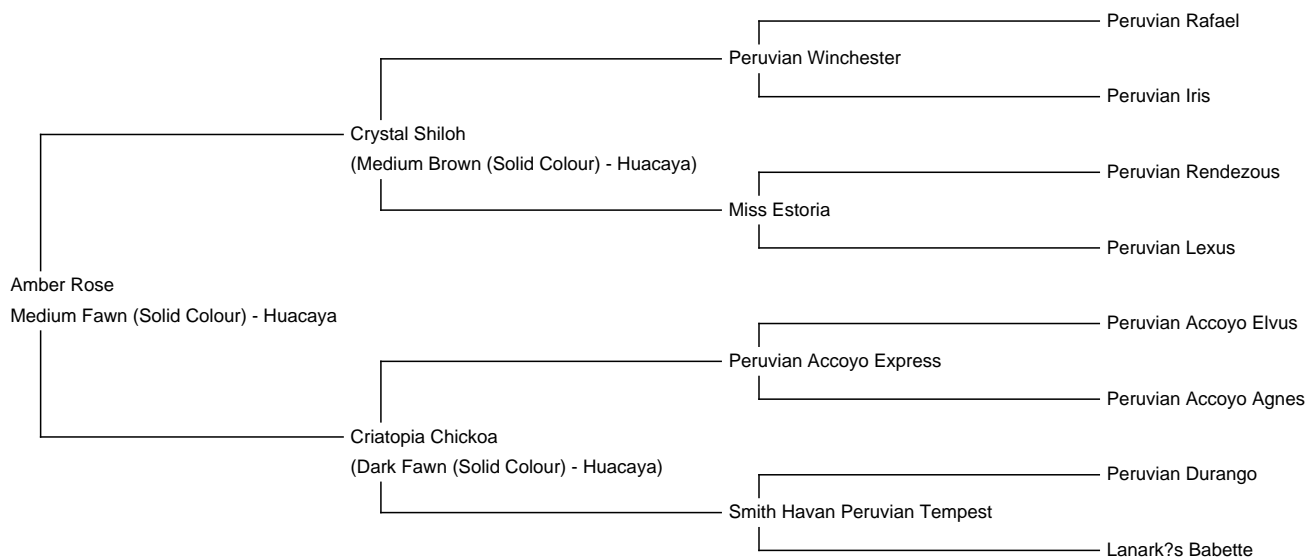 Peruvian Rafael
Peruvian Winchester
Peruvian Iris
Crystal Shiloh
(Medium Brown (Solid Colour) - Huacaya)
Peruvian Rendezous
Miss Estoria
Peruvian Lexus
Amber Rose
Medium Fawn (Solid Colour) - Huacaya
Peruvian Accoyo Elvus
Peruvian Accoyo Express
Peruvian Accoyo Agnes
Criatopia Chickoa
(Dark Fawn (Solid Colour) - Huacaya)
Peruvian Durango
Smith Havan Peruvian Tempest
Lanark?s Babette